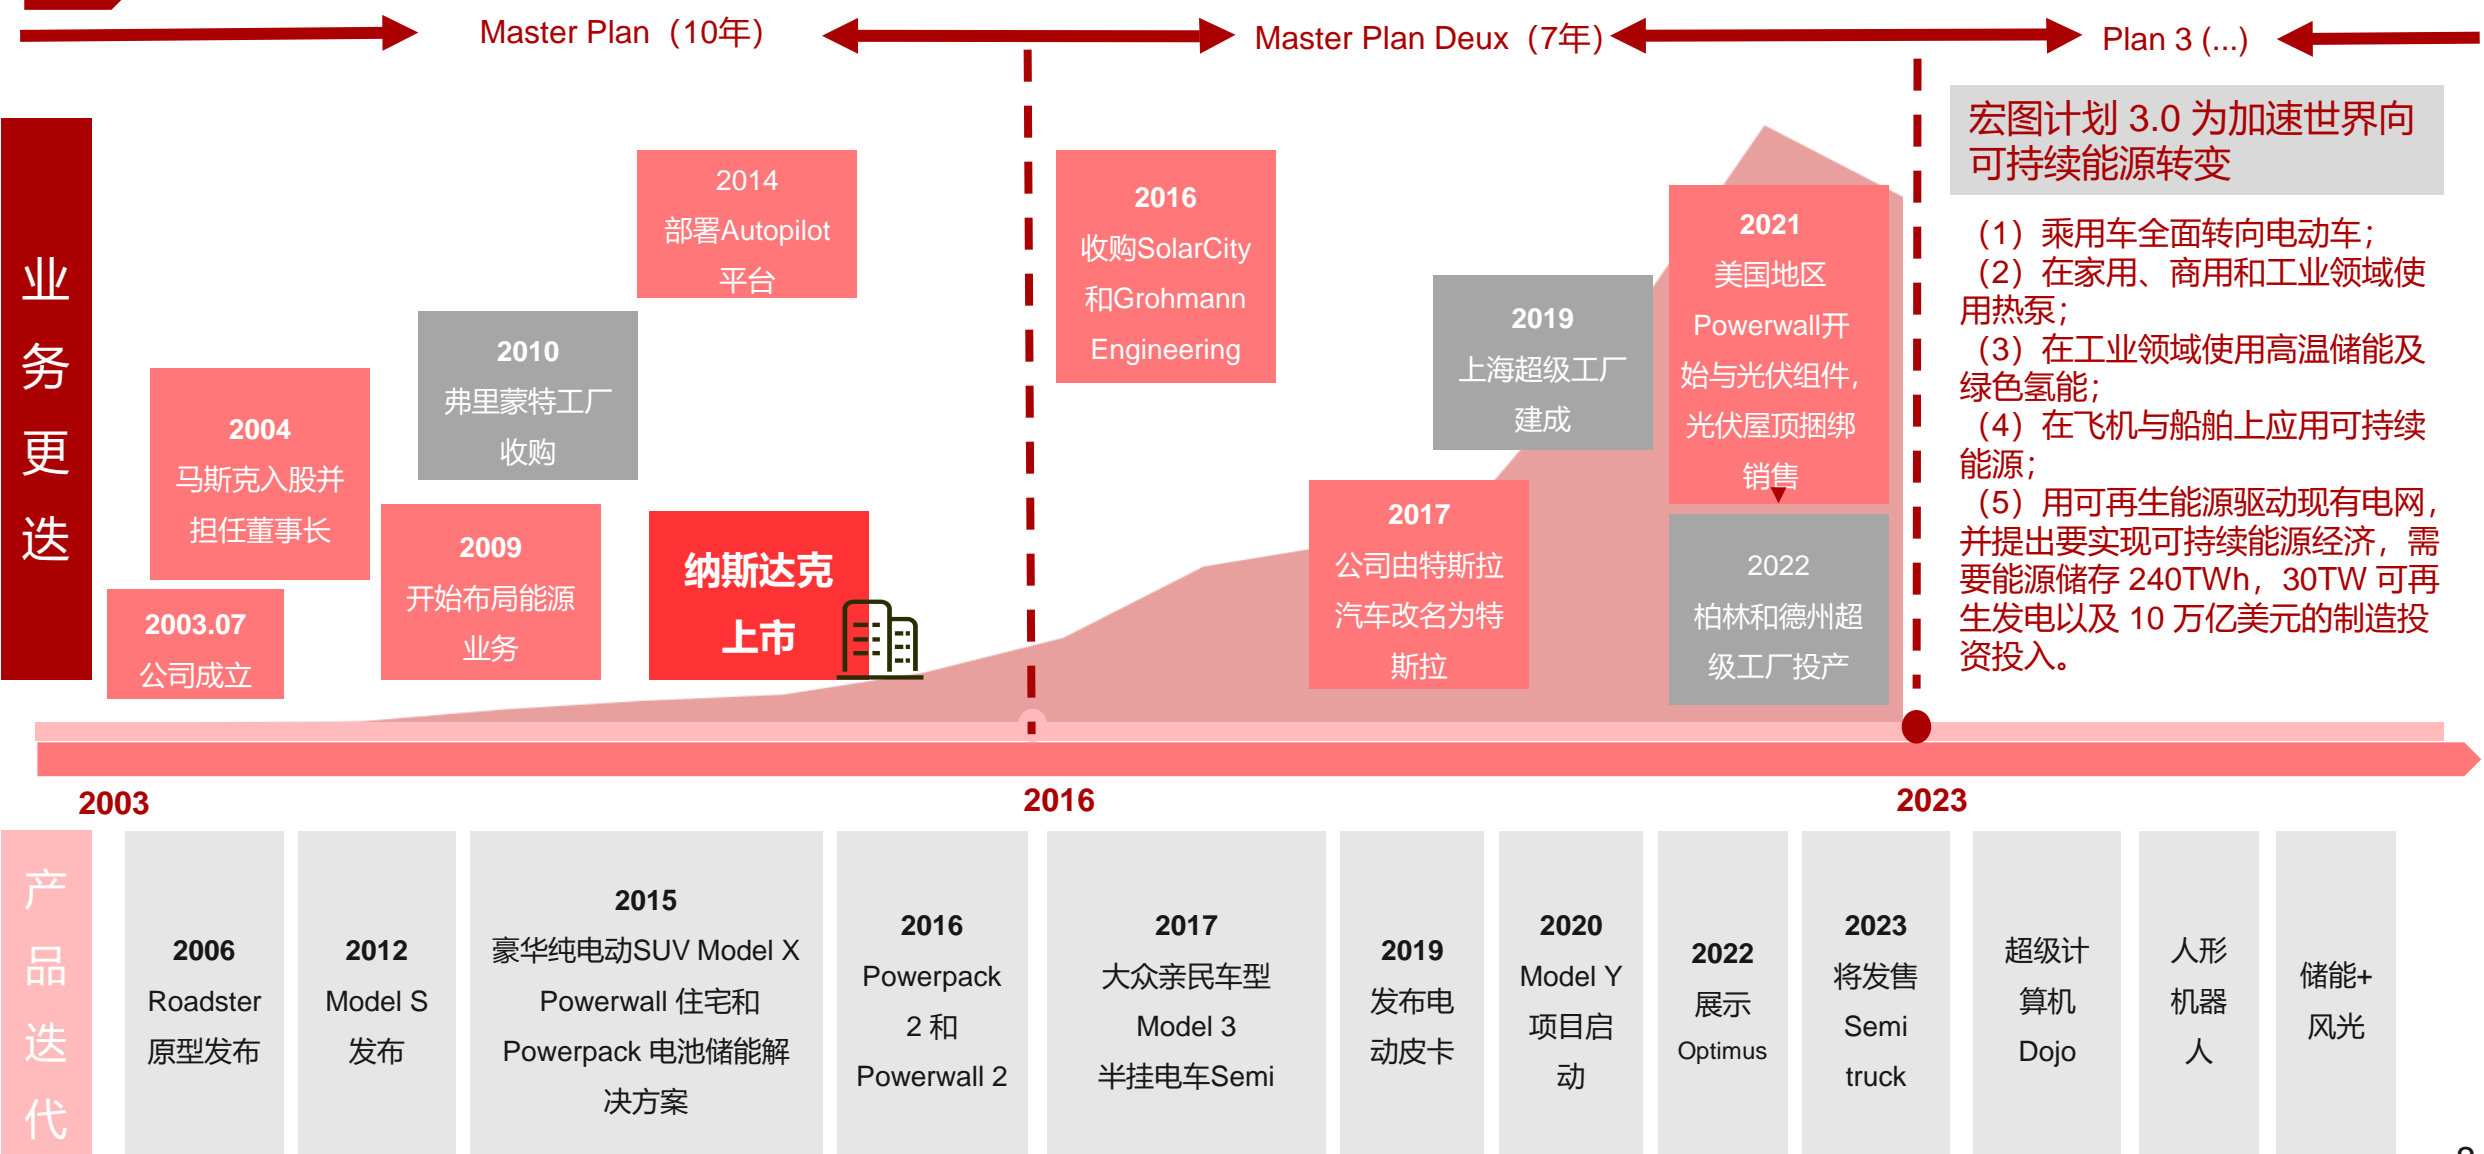 Master Plan（10年）
Master Plan Deux（7年）
Plan 3 (...)
业
务
更
迭
2003.07
公司成立
2004
马斯克入股并
担任董事长
2009
开始布局能源
业务
2010
弗里蒙特工厂
收购
2014
部署Autopilot
平台
纳斯达克
上市
2016
收购SolarCity
和Grohmann
Engineering
2017
公司由特斯拉
汽车改名为特
斯拉
2019
上海超级工厂
建成
2021
美国地区
Powerwall开
始与光伏组件，
光伏屋顶捆绑
销售
2022
柏林和德州超
级工厂投产
宏图计划 3.0 为加速世界向
可持续能源转变
（1）乘用车全面转向电动车；
（2）在家用、商用和工业领域使
用热泵；
（3）在工业领域使用高温储能及
绿色氢能；
（4）在飞机与船舶上应用可持续
能源；
（5）用可再生能源驱动现有电网，
并提出要实现可持续能源经济，需
要能源储存 240TWh，30TW 可再
生发电以及 10 万亿美元的制造投
资投入。
2003
2016
2023
产
品
迭
代
2006
Roadster
原型发布
2012
Model S
发布
2015
豪华纯电动SUV Model X
Powerwall 住宅和
Powerpack 电池储能解
决方案
2016
Powerpack
2 和
Powerwall 2
2017
大众亲民车型
Model 3
半挂电车Semi
2019
发布电
动皮卡
2020
Model Y
项目启
动
2022
展示
Optimus
2023
将发售
Semi
truck
超级计
算机
Dojo
人形
机器
人
储能+
风光